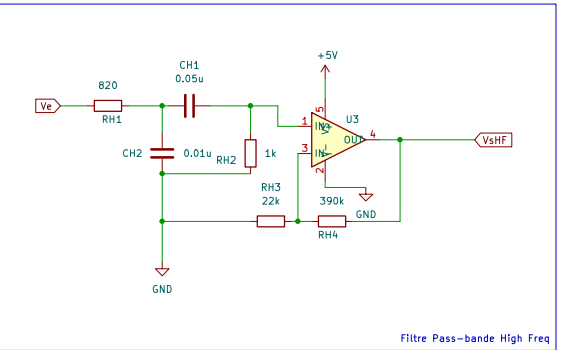 +5V
CH1
0.05u
820
Ve
RH1
U3
1
IN+
5
V+
4
OUT
VsHF
CH2
0.01u
RH2
1k
3
IN-
V-
2
GND
RH3
22k
390k
RH4
GND
Filtre Pass-bande High Freq